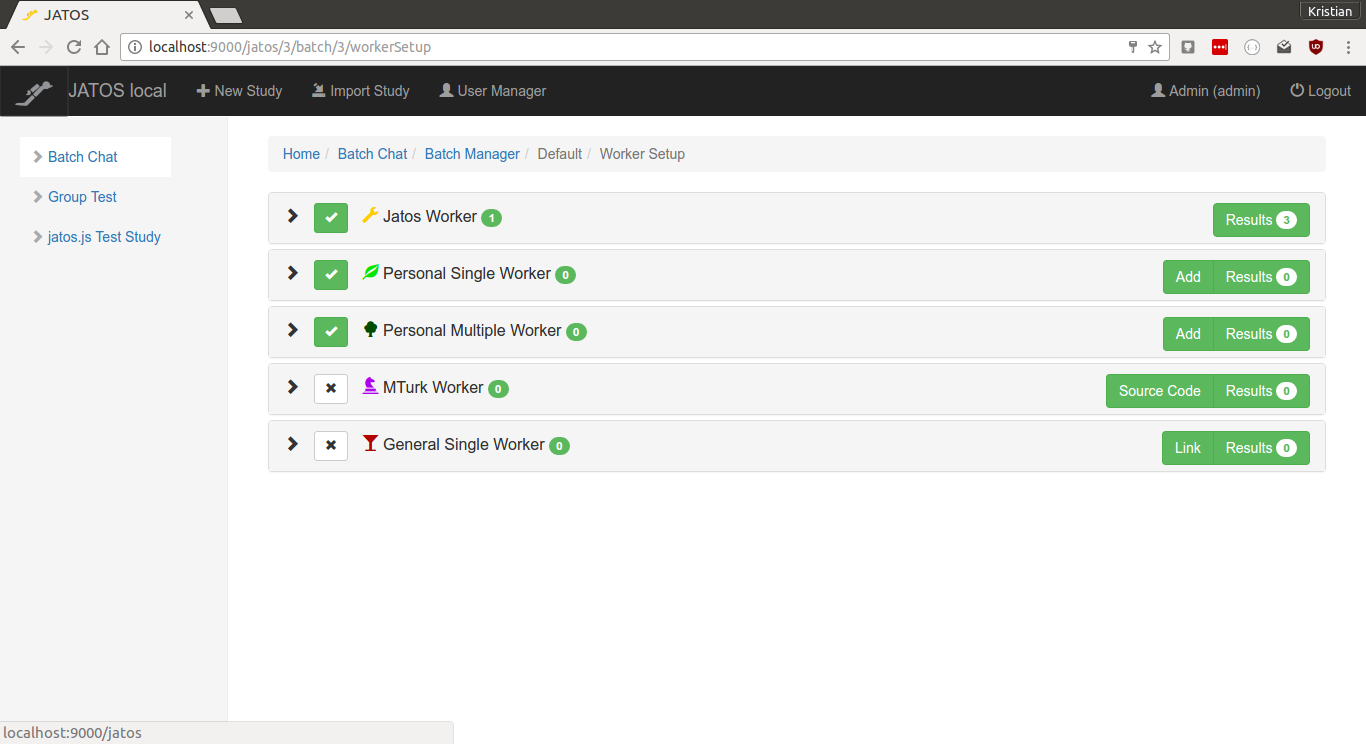 JATOS
Kristian
localhost:9000/jatos/3/batch/3/workerSetup
JATOS local New Study Import Study User Manager Admin (admin) Logout
Batch Chat
Group Test
jatos.js Test Study
Home / Batch Chat / Batch Manager / Default / Worker Setup
Jatos Worker 1 Results 3
Personal Single Worker 0 Add Results 0
Personal Multiple Worker 0 Add Results 0
MTurk Worker 0 Source Code Results 0
General Single Worker 0 Link Results 0
localhost:9000/jatos